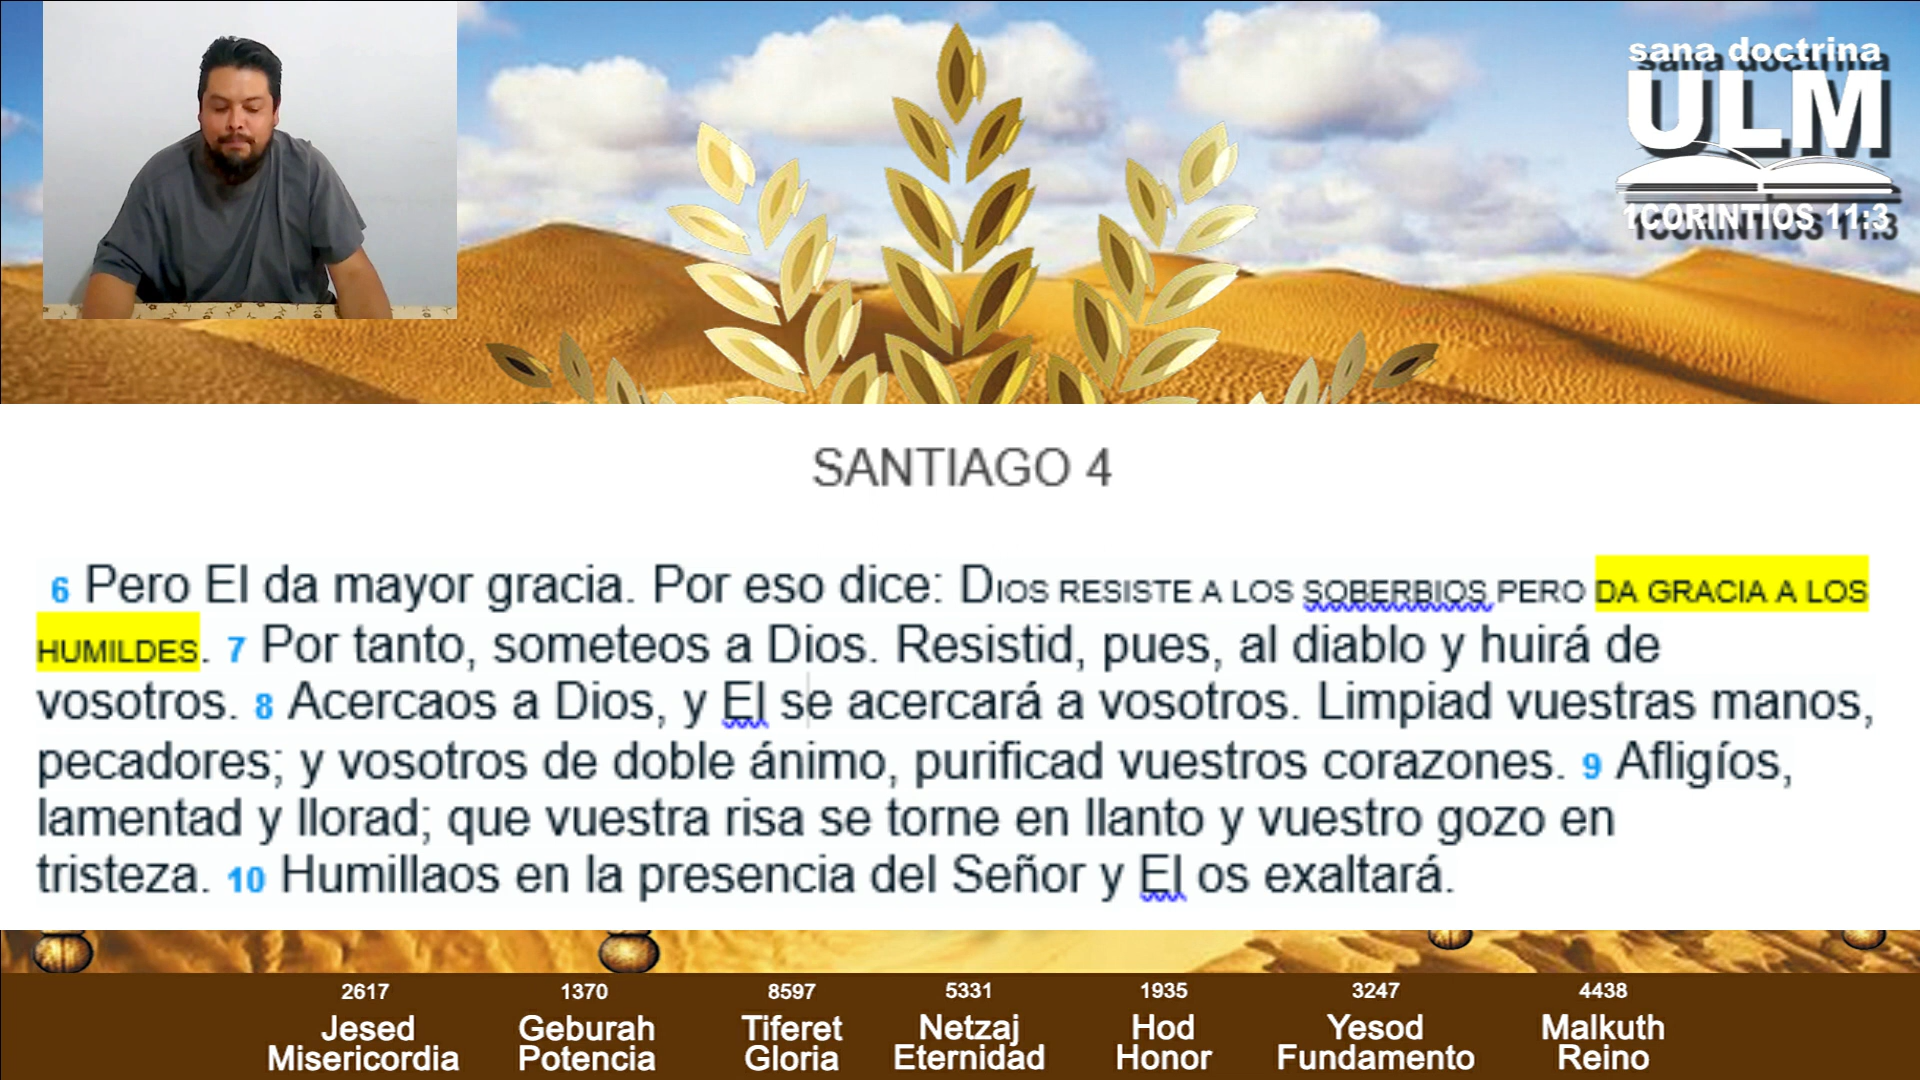 sana doctrina
ULM
1CORINTIOS 11:3
SANTIAGO 4
6 Pero El da mayor gracia. Por eso dice: DIOS RESISTE A LOS SOBERBIOS PERO DA GRACIA A LOS
HUMILDES. 7 Por tanto, someteos a Dios. Resistid, pues, al diablo y huirá de
vosotros. 8 Acercaos a Dios, y El se acercará a vosotros. Limpiad vuestras manos,
pecadores; y vosotros de doble ánimo, purificad vuestros corazones. 9 Afligíos,
lamentad y llorad; que vuestra risa se torne en llanto y vuestro gozo en
tristeza. 10 Humillaos en la presencia del Señor y El os exaltará.
2617 1370 8597 5331 1935 3247 4438
Jesed Geburah Tiferet Netzaj Hod Yesod Malkuth
Misericordia Potencia Gloria Eternidad Honor Fundamento Reino